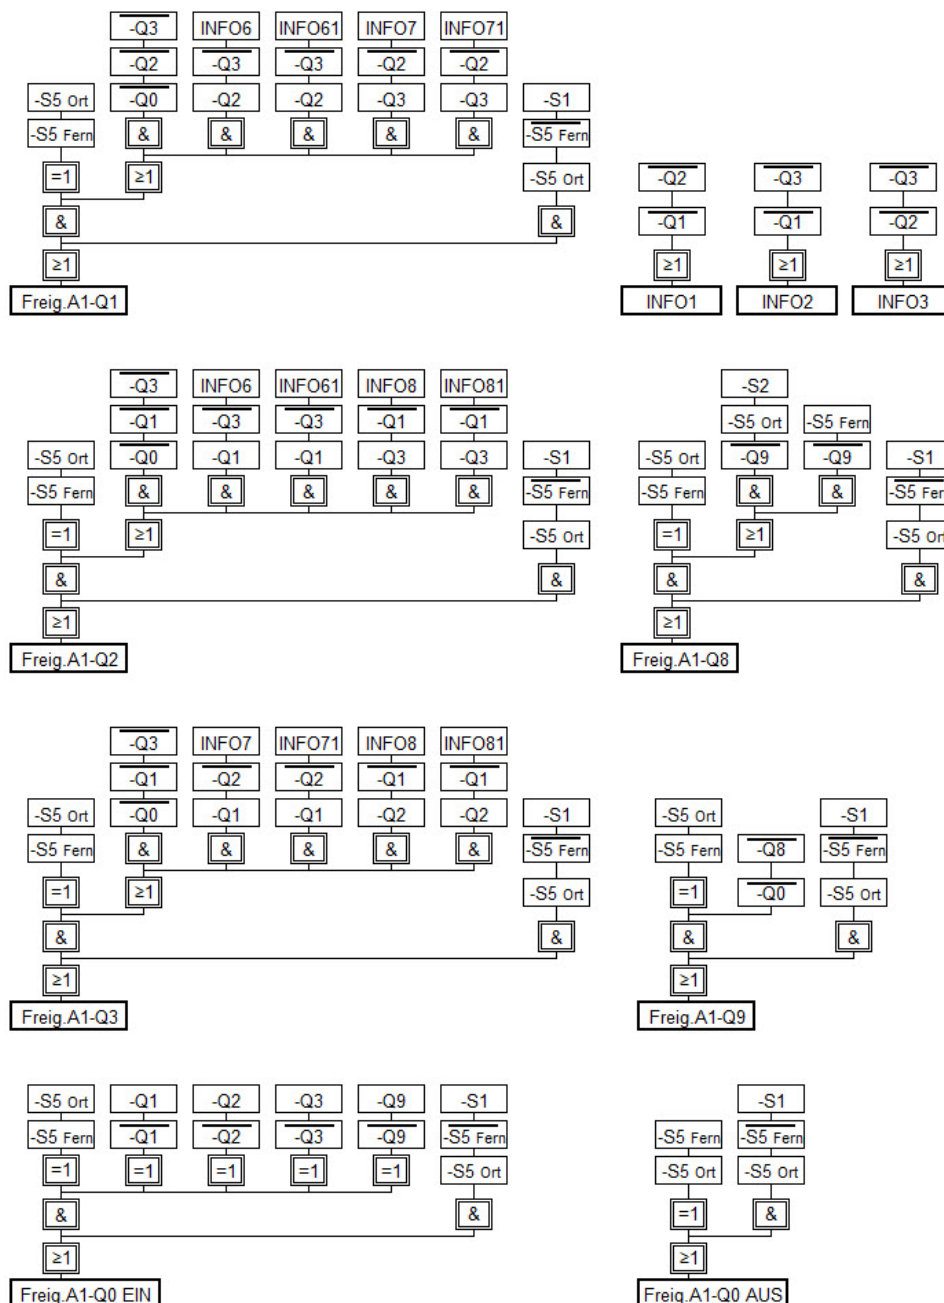 -Q3 INFO6 INFO61 INFO7 INFO71
-Q2 -Q3 -Q3 -Q2 -Q2
-S5 Ort -Q0 -Q2 -Q2 -Q3 -Q3 -S1
-S5 Fern & & & & & -S5 Fern
=1 ≥1 -S5 Ort -Q2 -Q3 -Q3
& & -Q1 -Q1 -Q2
≥1 ≥1 ≥1 ≥1
Freig.A1-Q1 INFO1 INFO2 INFO3
-Q3 INFO6 INFO61 INFO8 INFO81 -S2
-Q1 -Q3 -Q3 -Q1 -Q1 -S5 Ort -S5 Fern
-S5 Ort -Q0 -Q1 -Q1 -Q3 -Q3 -S1 -S5 Ort -Q9 -Q9 -S1
-S5 Fern & & & & & -S5 Fern -S5 Fern & & -S5 Fern
=1 ≥1 -S5 Ort =1 ≥1 -S5 Ort
& & & &
≥1 ≥1
Freig.A1-Q2 Freig.A1-Q8
-Q3 INFO7 INFO71 INFO8 INFO81
-Q1 -Q2 -Q2 -Q1 -Q1
-S5 Ort -Q0 -Q1 -Q1 -Q2 -Q2 -S1 -S5 Ort -S1
-S5 Fern & & & & & -S5 Fern -S5 Fern -Q8 -S5 Fern
=1 ≥1 -S5 Ort =1 -Q0 -S5 Ort
& & & &
≥1 ≥1
Freig.A1-Q3 Freig.A1-Q9
-S5 Ort -Q1 -Q2 -Q3 -Q9 -S1 -S1
-S5 Fern -Q1 -Q2 -Q3 -Q9 -S5 Fern -S5 Fern -S5 Fern
=1 =1 =1 =1 =1 -S5 Ort -S5 Ort -S5 Ort
& & =1 &
≥1 ≥1
Freig.A1-Q0 EIN Freig.A1-Q0 AUS